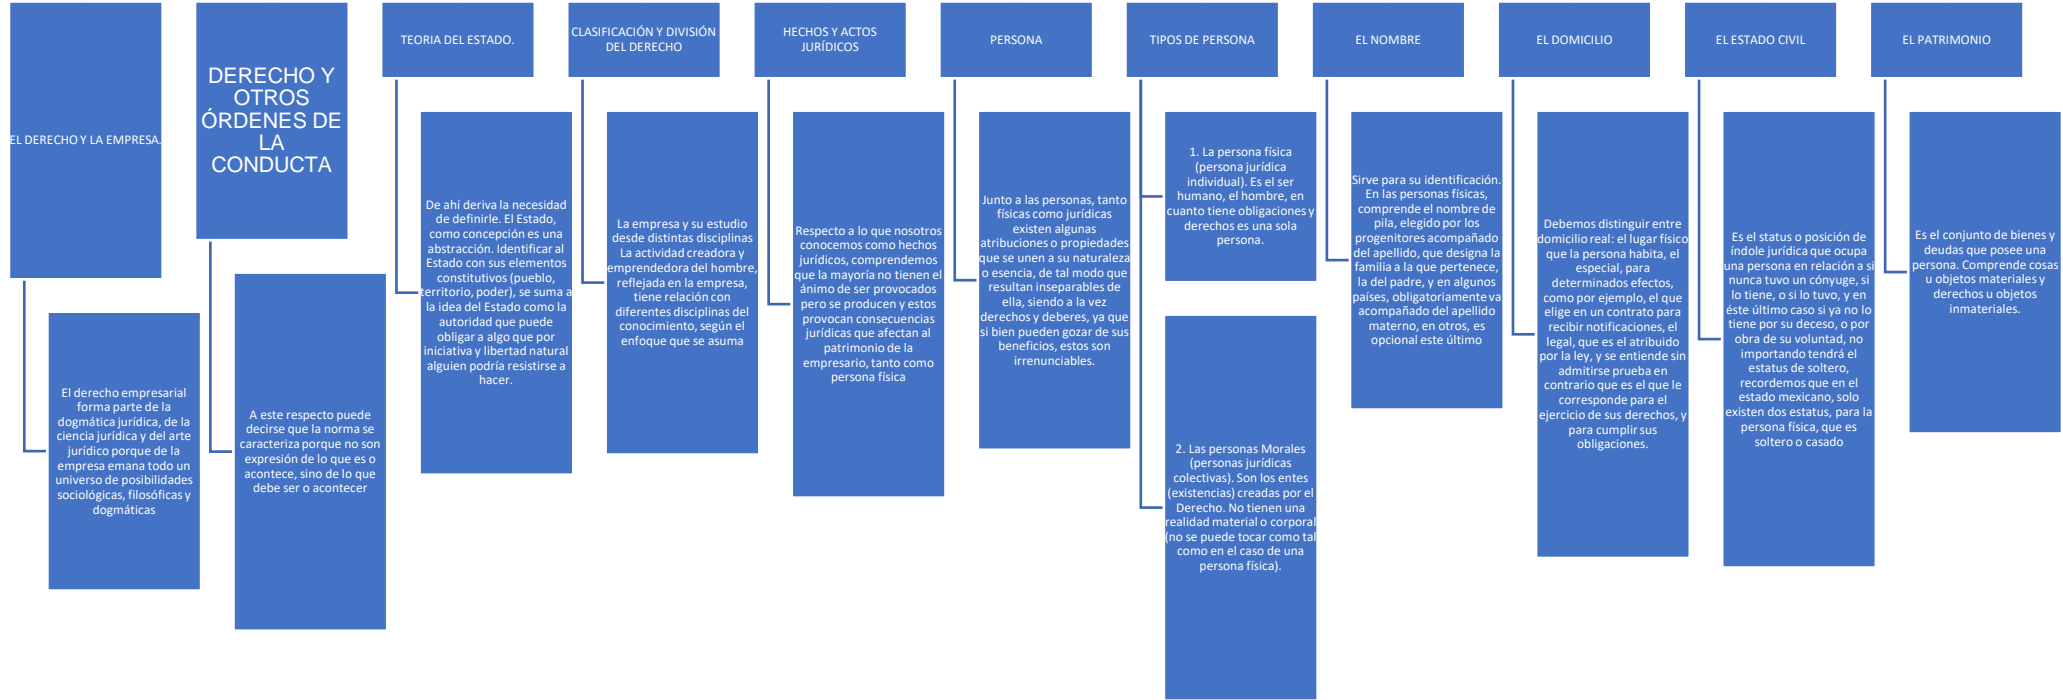 EL DERECHO Y LA EMPRESA.
El derecho empresarial
forma parte de la
dogmática jurídica, de la
ciencia jurídica y del arte
jurídico porque de la
empresa emana todo un
universo de posibilidades
sociológicas, filosóficas y
dogmáticas
DERECHO Y
OTROS
ÓRDENES DE
LA
CONDUCTA
A este respecto puede
decirse que la norma se
caracteriza porque no son
expresión de lo que es o
acontece, sino de lo que
debe ser o acontecer
TEORIA DEL ESTADO.
De ahí deriva la necesidad
de definirle. El Estado,
como concepción es una
abstracción. Identificar al
Estado con sus elementos
constitutivos (pueblo,
territorio, poder), se suma a
la idea del Estado como la
autoridad que puede
obligar a algo que por
iniciativa y libertad natural
alguien podría resistirse a
hacer.
CLASIFICACIÓN Y DIVISIÓN
DEL DERECHO
La empresa y su estudio
desde distintas disciplinas
La actividad creadora y
emprendedora del hombre,
reflejada en la empresa,
tiene relación con
diferentes disciplinas del
conocimiento, según el
enfoque que se asuma
HECHOS Y ACTOS
JURÍDICOS
Respecto a lo que nosotros
conocemos como hechos
jurídicos, comprendemos
que la mayoría no tienen el
ánimo de ser provocados
pero se producen y estos
provocan consecuencias
jurídicas que afectan al
patrimonio de la
empresario, tanto como
persona física
PERSONA
Junto a las personas, tanto
físicas como jurídicas
existen algunas
atribuciones o propiedades
que se unen a su naturaleza
o esencia, de tal modo que
resultan inseparables de
ella, siendo a la vez
derechos y deberes, ya que
si bien pueden gozar de sus
beneficios, estos son
irrenunciables.
TIPOS DE PERSONA
1. La persona física
(persona jurídica
individual). Es el ser
humano, el hombre, en
cuanto tiene obligaciones y
derechos es una sola
persona.
2. Las personas Morales
(personas jurídicas
colectivas). Son los entes
(existencias) creadas por el
Derecho. No tienen una
realidad material o corporal
(no se puede tocar como tal
como en el caso de una
persona física).
EL NOMBRE
Sirve para su identificación.
En las personas físicas,
comprende el nombre de
pila, elegido por los
progenitores acompañado
del apellido, que designa la
familia a la que pertenece,
la del padre, y en algunos
países, obligatoriamente va
acompañado del apellido
materno, en otros, es
opcional este último
EL DOMICILIO
Debemos distinguir entre
domicilio real: el lugar físico
que la persona habita, el
especial, para
determinados efectos,
como por ejemplo, el que
elige en un contrato para
recibir notificaciones, el
legal, que es el atribuido
por la ley, y se entiende sin
admitirse prueba en
contrario que es el que le
corresponde para el
ejercicio de sus derechos, y
para cumplir sus
obligaciones.
EL ESTADO CIVIL
Es el status o posición de
índole jurídica que ocupa
una persona en relación a si
nunca tuvo un cónyuge, si
lo tiene, o si lo tuvo, y en
éste último caso si ya no lo
tiene por su deceso, o por
obra de su voluntad, no
importando tendrá el
estatus de soltero,
recordemos que en el
estado mexicano, solo
existen dos estatus, para la
persona física, que es
soltero o casado
EL PATRIMONIO
Es el conjunto de bienes y
deudas que posee una
persona. Comprende cosas
u objetos materiales y
derechos u objetos
inmateriales.